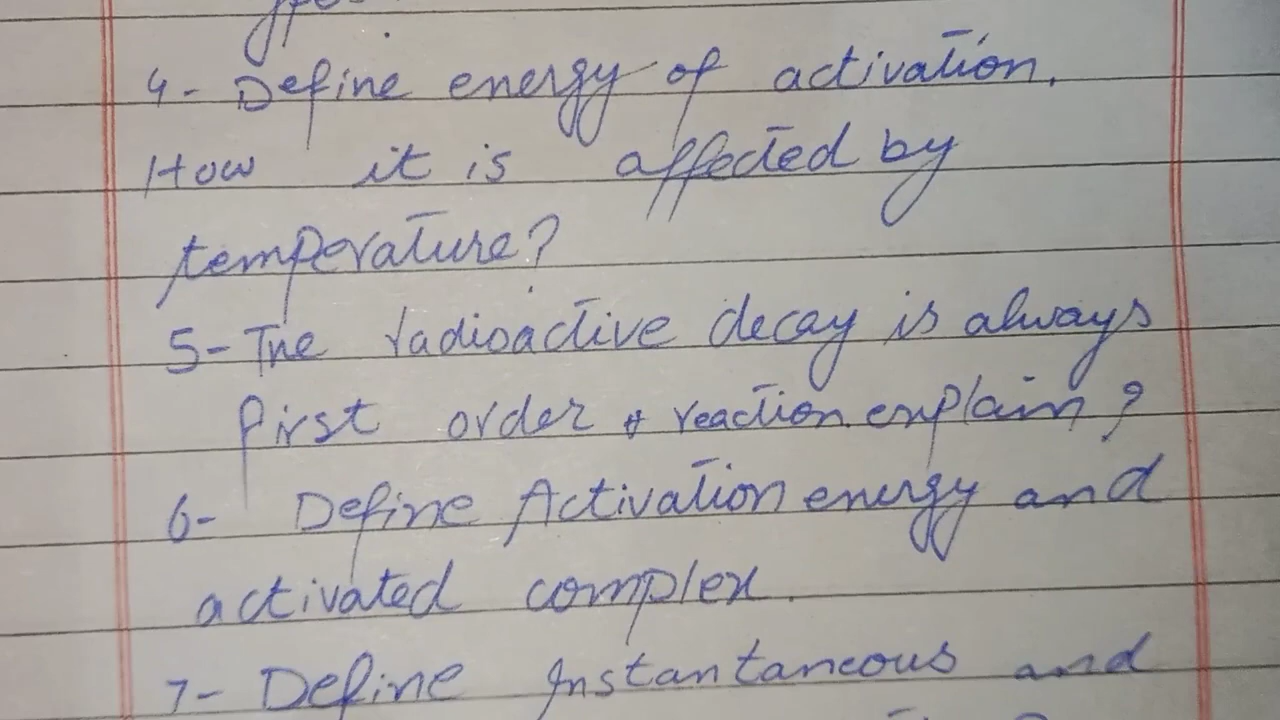 4- Define energy of activation.
How it is affected by
temperature?
5- The radioactive decay is always
first order reaction explain?
6- Define Activation energy and
activated complex.
7- Define Instantaneous and